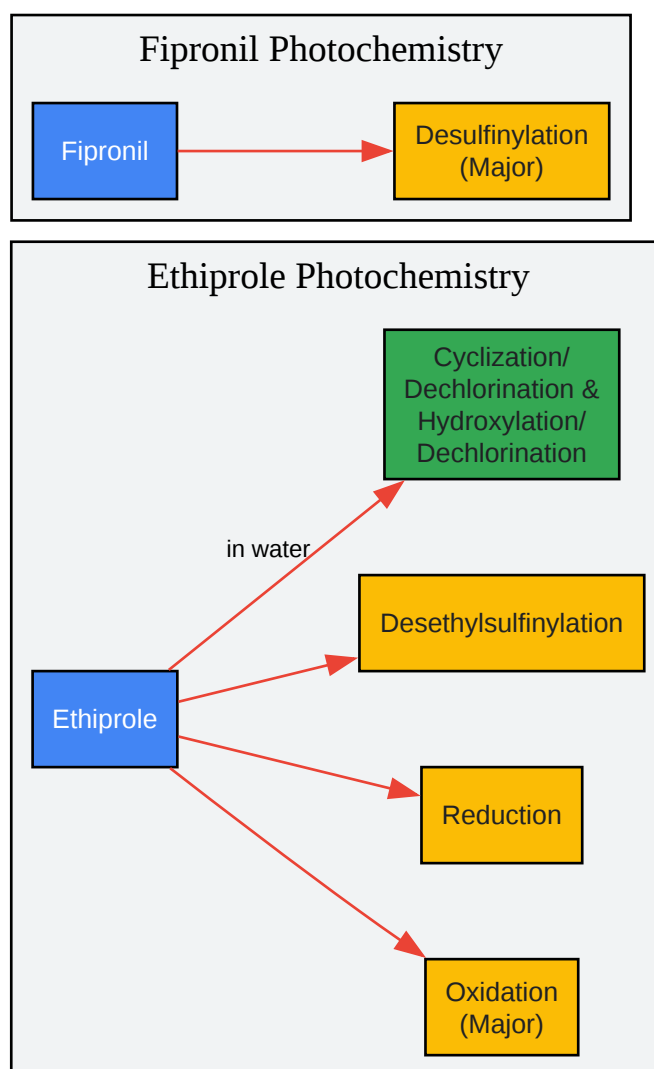 Fipronil Photochemistry
Fipronil
Desulfinylation
(Major)
Ethiprole Photochemistry
Cyclization/
Dechlorination &
Hydroxylation/
Dechlorination
in water
Desethylsulfinylation
Ethiprole
Reduction
Oxidation
(Major)